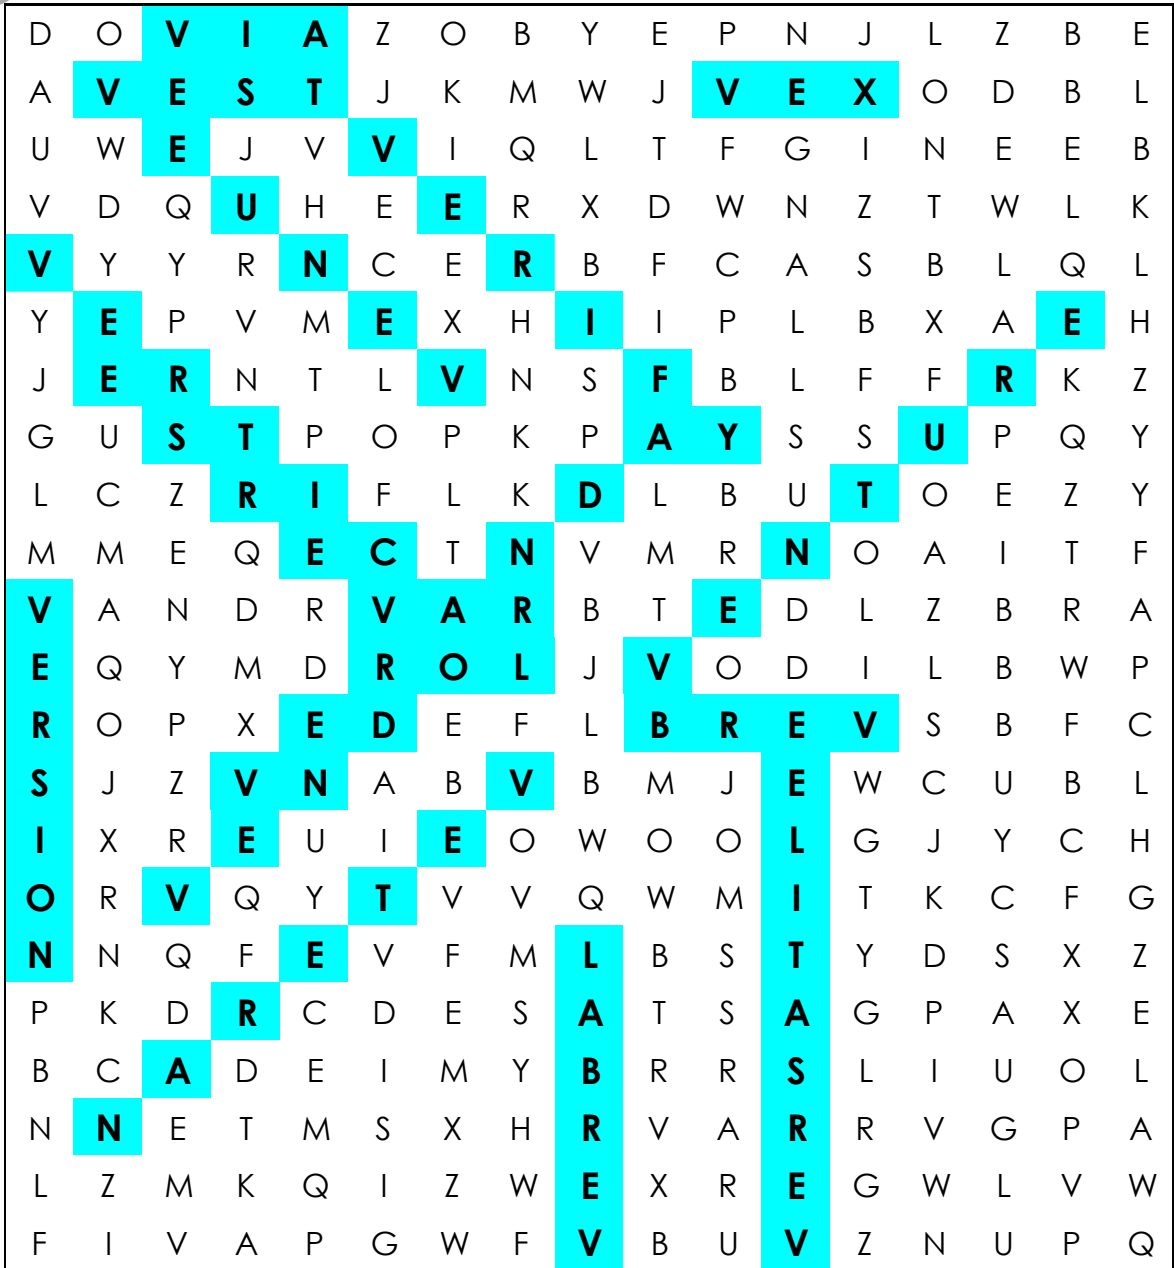 D O V I A Z O B Y E P N J L Z B E
A V E S T J K M W J V E X O D B L
U W E J V V I Q L T F G I N E E B
V D Q U H E E R X D W N Z T W L K
V Y Y R N C E R B F C A S B L Q L
Y E P V M E X H I I P L B X A E H
J E R N T L V N S F B L F F R K Z
G U S T P O P K P A Y S S U P Q Y
L C Z R I F L K D L B U T O E Z Y
M M E Q E C T N V M R N O A I T F
V A N D R V A R B T E D L Z B R A
E Q Y M D R O L J V O D I L B W P
R O P X E D E F L B R E V S B F C
S J Z V N A B V B M J E W C U B L
I X R E U I E O W O O L G J Y C H
O R V Q Y T V V Q W M I T K C F G
N N Q F E V F M L B S T Y D S X Z
P K D R C D E S A T S A G P A X E
B C A D E I M Y B R R S L I U O L
N N E T M S X H R V A R R V G P A
L Z M K Q I Z W E X R E G W L V W
F I V A P G W F V B U V Z N U P Q